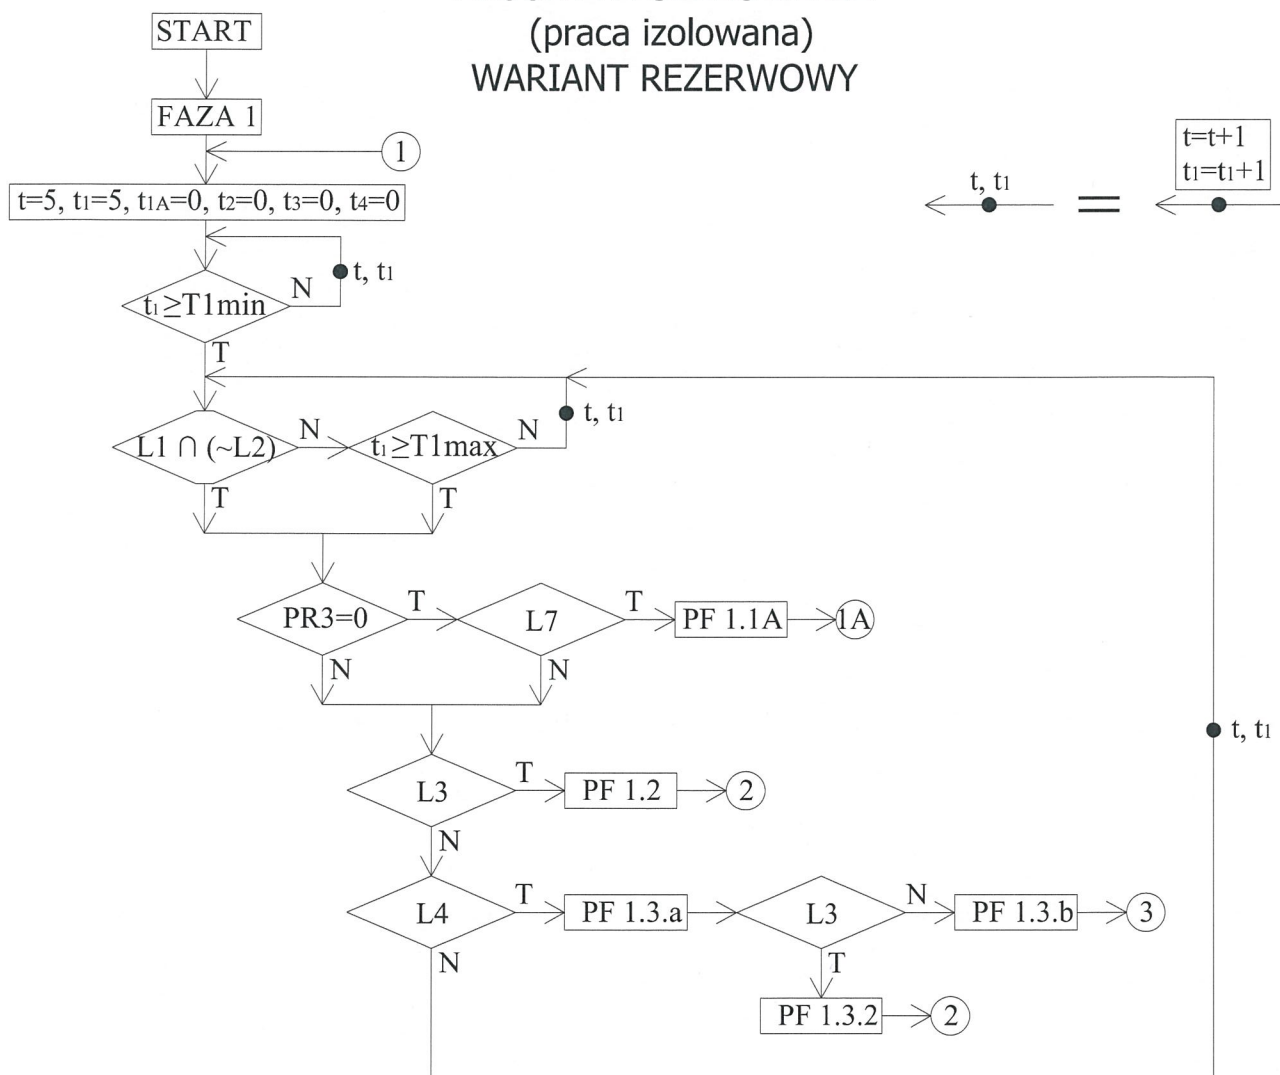 (praca izolowana)
WARIANT REZERWOWY
START
FAZA 1
1
t=5, t1=5, t1A=0, t2=0, t3=0, t4=0
t, t1
t=t+1
t1=t1+1
t1≥T1min
N
t, t1
T
L1 ∩ (~L2)
N
t1≥T1max
N
t, t1
T
T
PR3=0
T
L7
T
PF 1.1A
1A
N
N
t, t1
L3
T
PF 1.2
2
N
L4
T
PF 1.3.a
L3
N
PF 1.3.b
3
N
T
PF 1.3.2
2